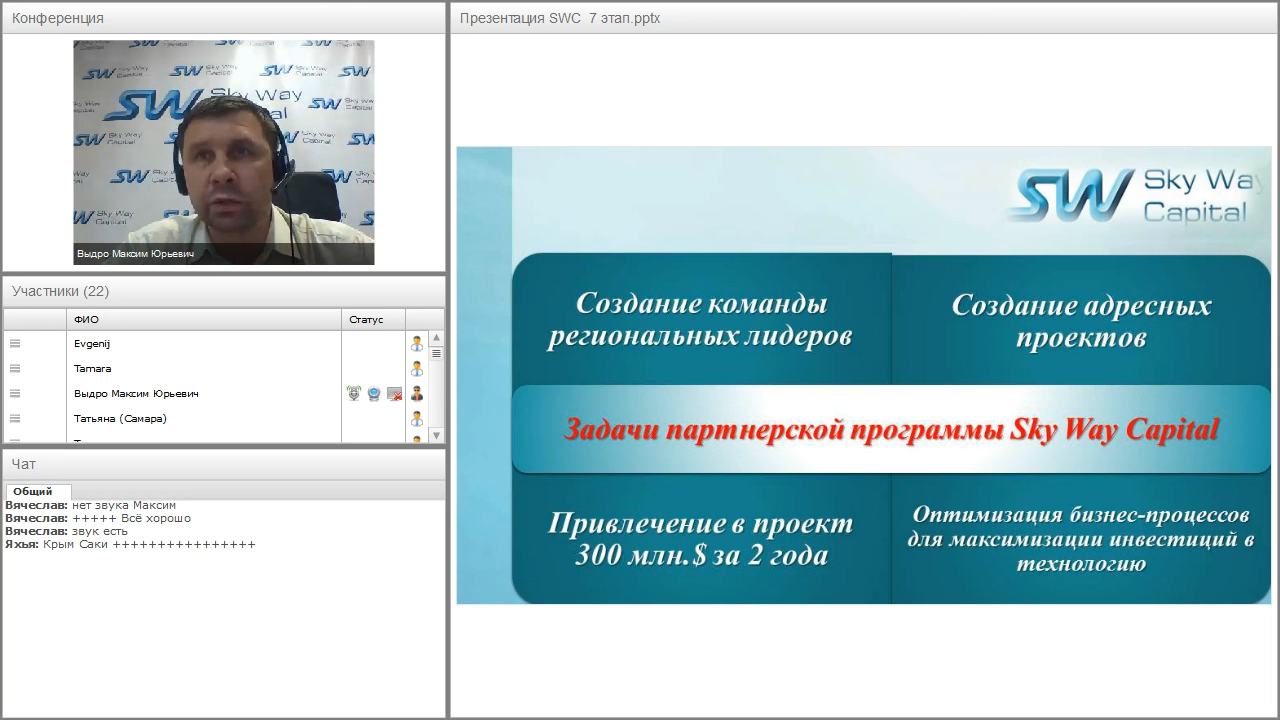 Конференция
SW Sky Way Capital
Выдро Максим Юрьевич
Участники (22)
ФИО
Статус
Evgenij
Tamara
Выдро Максим Юрьевич
Татьяна (Самара)
Чат
Общий
Вячеслав: нет звука Максим
Вячеслав: +++++ Всё хорошо
Вячеслав: звук есть
Яхья: Крым Саки ++++++++++++++++
Презентация SWC 7 этап.pptx
SW Sky Way
Capital
Создание команды
региональных лидеров
Создание адресных
проектов
Задачи партнерской программы Sky Way Capital
Привлечение в проект
300 млн.$ за 2 года
Оптимизация бизнес-процессов
для максимизации инвестиций в
технологию